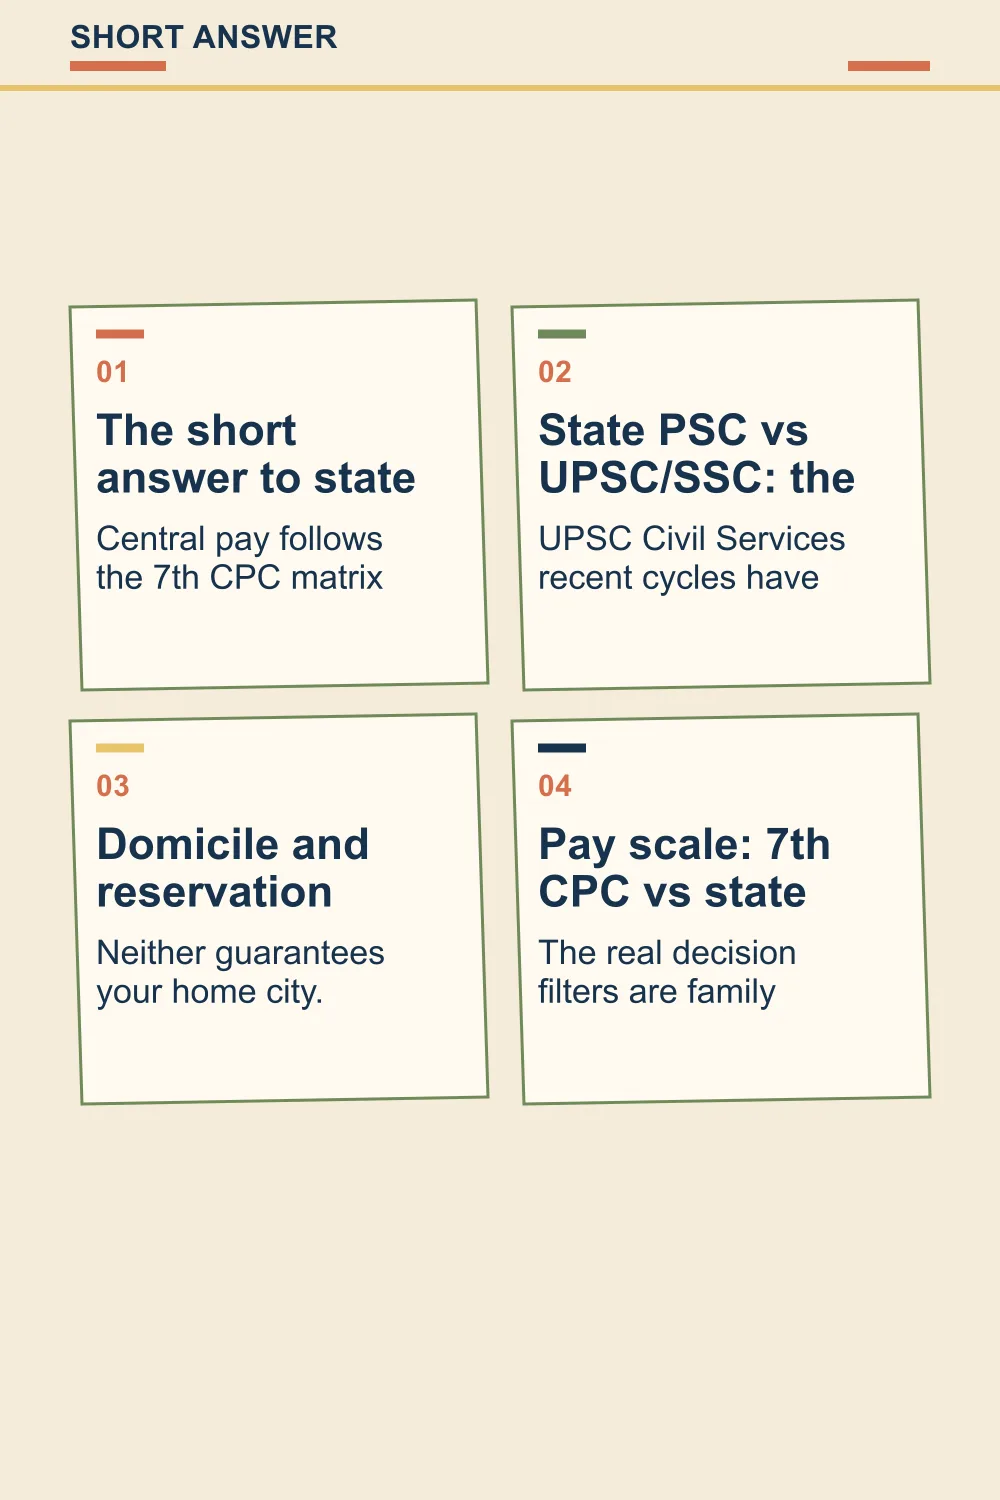 SHORT ANSWER
01
The short
answer to state
Central pay follows
the 7th CPC matrix
02
State PSC vs
UPSC/SSC: the
UPSC Civil Services
recent cycles have
03
Domicile and
reservation
Neither guarantees
your home city.
04
Pay scale: 7th
CPC vs state
The real decision
filters are family